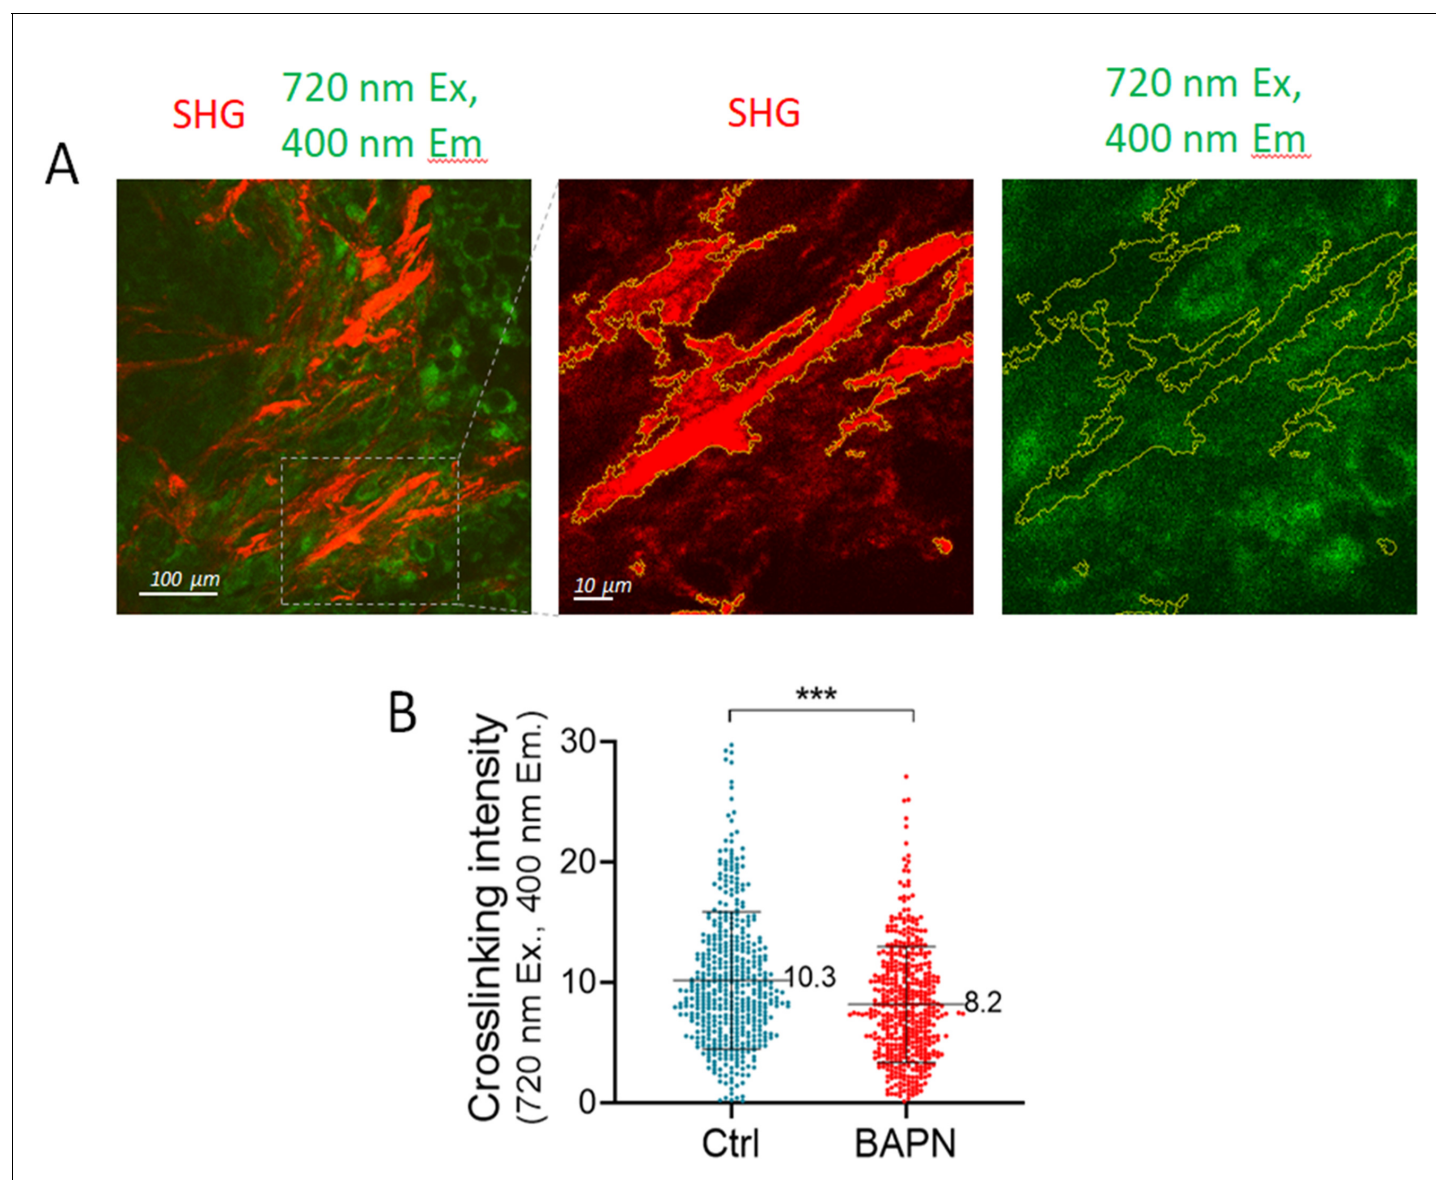 SHG
720 nm Ex,
400 nm Em
SHG
720 nm Ex,
400 nm Em
A
100 μm
10 μm
B
***
Crosslinking intensity
(720 nm Ex., 400 nm Em.)
30
20
10
0
10.3
8.2
Ctrl
BAPN